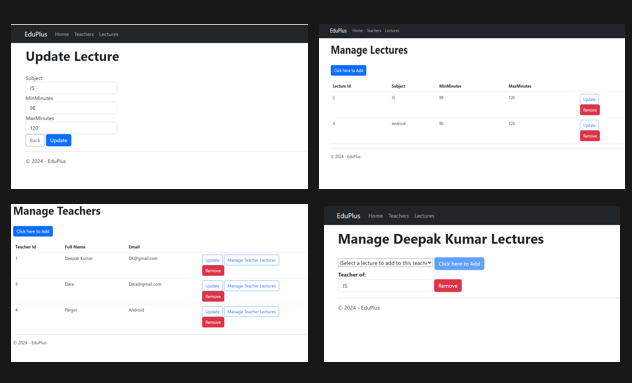 EduPlus Home Teachers Lectures
Update Lecture
Subject
JS
MinMinutes
98
MaxMinutes
120
Back Update
© 2024 - EduPlus
EduPlus Home Teachers Lectures
Manage Lectures
Click here to Add
Lecture Id Subject MinMinutes MaxMinutes
2 JS 98 120 Update
Remove
4 Android 90 120 Update
Remove
© 2024 - EduPlus
Manage Teachers
Click here to Add
Teacher Id Full Name Email
1 Deepak Kumar Dk@gmail.com Update Manage Teacher Lectures
Remove
3 Dara Dara@gmail.com Update Manage Teacher Lectures
Remove
4 Pargot Android Update Manage Teacher Lectures
Remove
© 2024 - EduPlus
EduPlus Home Teachers Lectures
Manage Deepak Kumar Lectures
(Select a lecture to add to this teach Click here to Add
Teacher of:
JS Remove
© 2024 - EduPlus